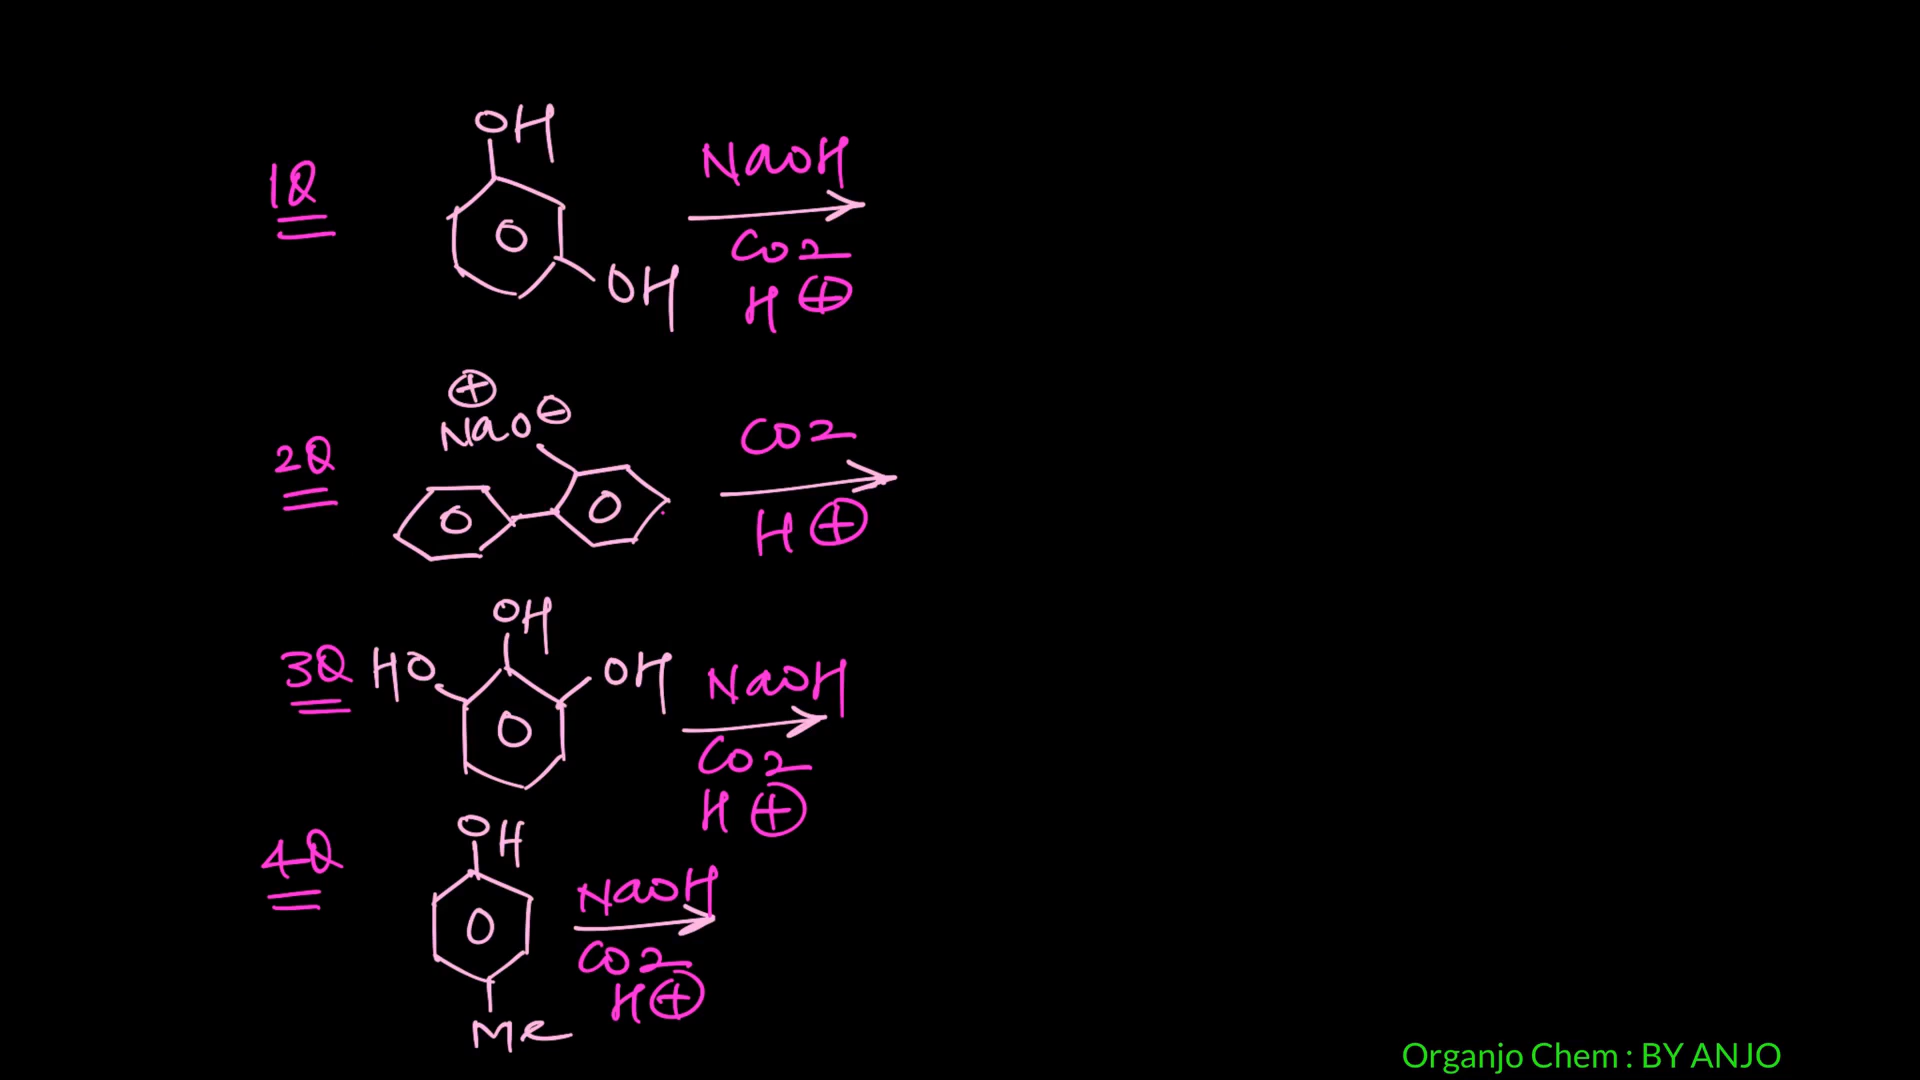 1Q
OH
OH
NaOH
CO2
H⊕
2Q
⊕
NaO⊖
CO2
H⊕
3Q
HO
OH
OH
NaOH
CO2
H⊕
4Q
OH
Me
NaOH
CO2
H⊕
Organjo Chem : BY ANJO